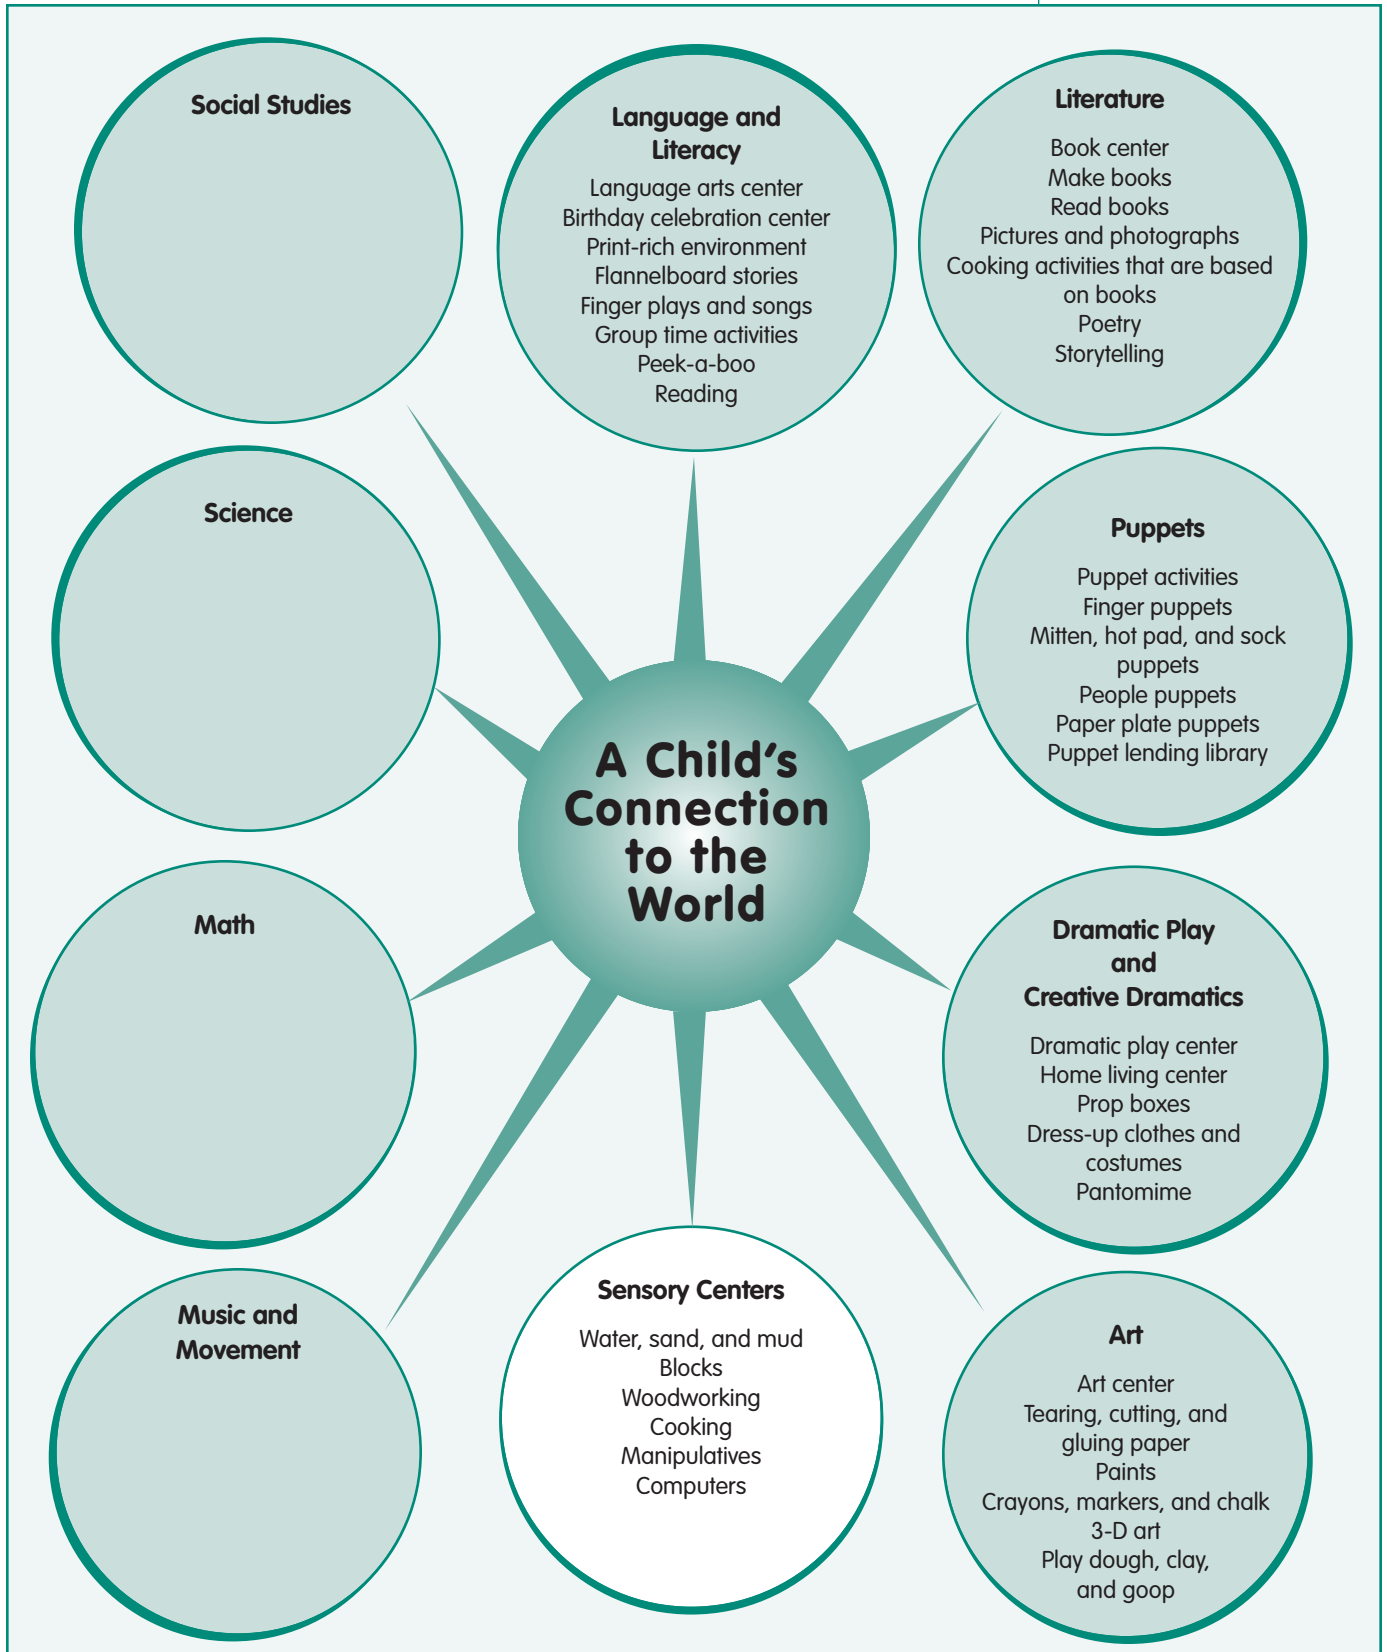 Social Studies
Language and
Literacy
Language arts center
Birthday celebration center
Print-rich environment
Flannelboard stories
Finger plays and songs
Group time activities
Peek-a-boo
Reading
Literature
Book center
Make books
Read books
Pictures and photographs
Cooking activities that are based
on books
Poetry
Storytelling
Science
Puppets
Puppet activities
Finger puppets
Mitten, hot pad, and sock
puppets
People puppets
Paper plate puppets
Puppet lending library
A Child's
Connection
to the
World
Math
Dramatic Play
and
Creative Dramatics
Dramatic play center
Home living center
Prop boxes
Dress-up clothes and
costumes
Pantomime
Music and
Movement
Sensory Centers
Water, sand, and mud
Blocks
Woodworking
Cooking
Manipulatives
Computers
Art
Art center
Tearing, cutting, and
gluing paper
Paints
Crayons, markers, and chalk
3-D art
Play dough, clay,
and goop